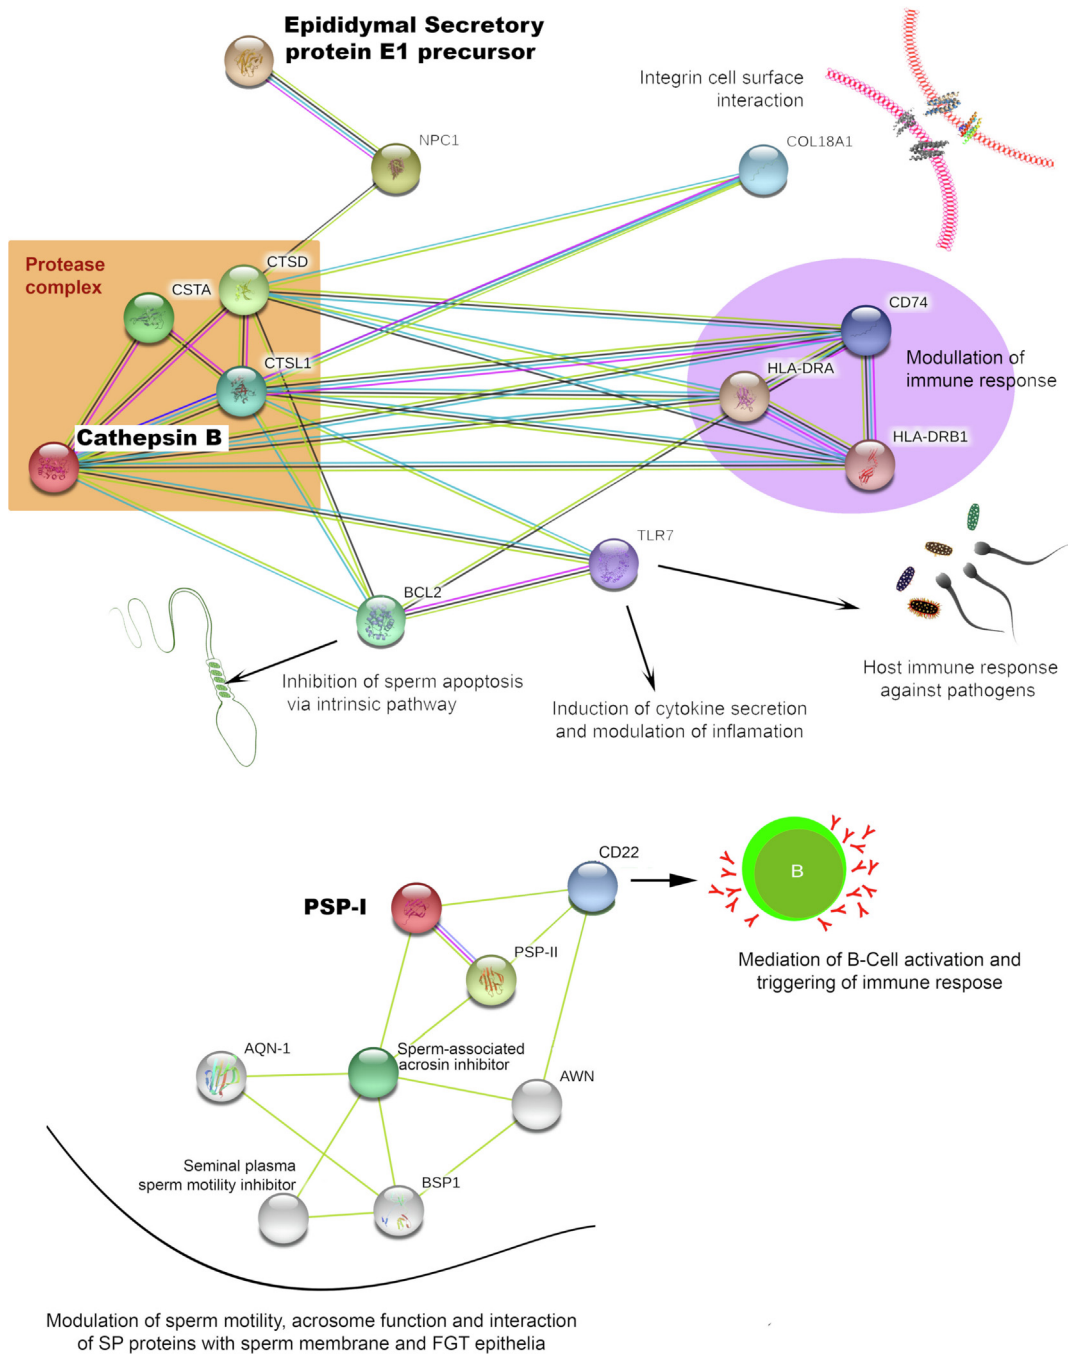 Epididymal Secretory
protein E1 precursor
Integrin cell surface
interaction
NPC1
COL18A1
Protease
complex
CTSD
CSTA
CD74
CTSL1
HLA-DRA
Modullation of
immune response
Cathepsin B
HLA-DRB1
TLR7
BCL2
Host immune response
against pathogens
Inhibition of sperm apoptosis
via intrinsic pathway
Induction of cytokine secretion
and modulation of inflamation
CD22
B
PSP-I
PSP-II
Mediation of B-Cell activation and
triggering of immune respose
AQN-1
Sperm-associated
acrosin inhibitor
AWN
Seminal plasma
sperm motility inhibitor
BSP1
Modulation of sperm motility, acrosome function and interaction
of SP proteins with sperm membrane and FGT epithelia